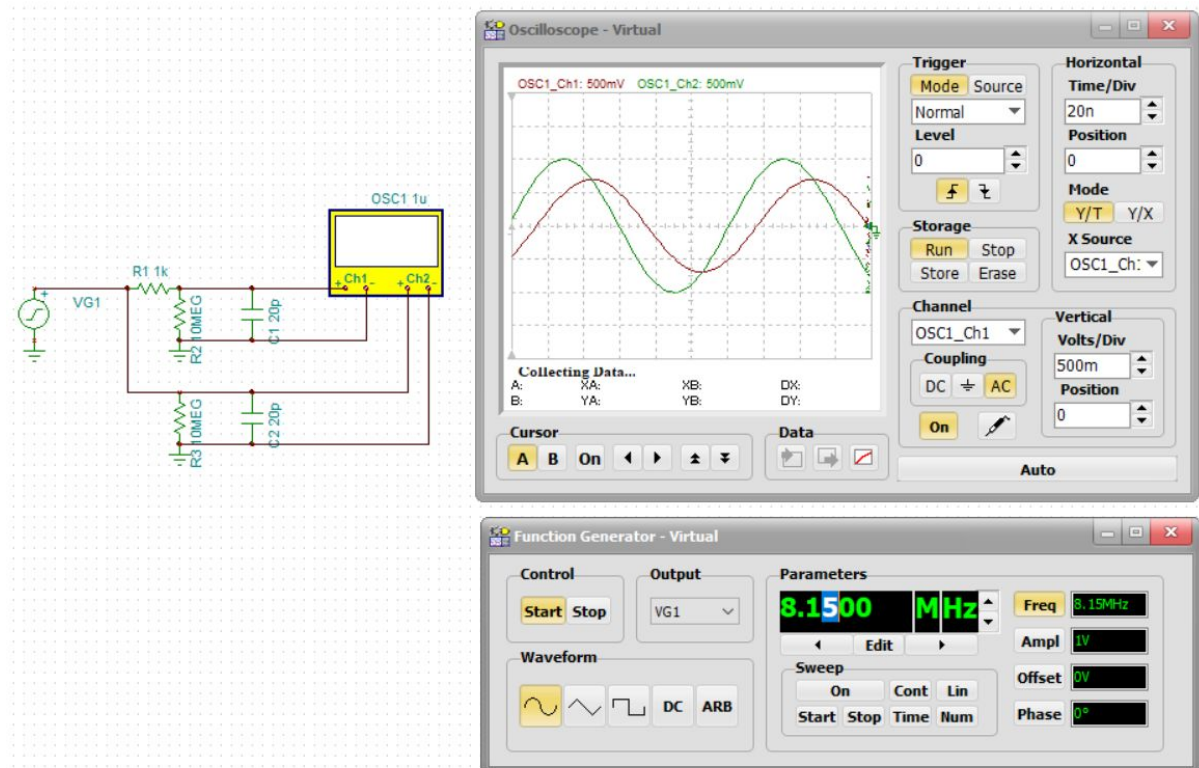 OSC1 1u
Ch1
Ch2
+ - + -
R1 1k
VG1
+
R2 10MEG
C1 20p
R3 10MEG
C2 20p
Oscilloscope - Virtual
OSC1_Ch1: 500mV OSC1_Ch2: 500mV
Collecting Data...
A: XA: XB: DX:
B: YA: YB: DY:
Cursor
A B On
Data
Trigger
Mode Source
Normal
Level
0
Storage
Run Stop
Store Erase
Horizontal
Time/Div
20n
Position
0
Mode
Y/T Y/X
X Source
OSC1_Ch:
Channel
OSC1_Ch1
Coupling
DC AC
On
Vertical
Volts/Div
500m
Position
0
Auto
Function Generator - Virtual
Control
Start Stop
Output
VG1
Waveform
DC ARB
Parameters
8.1500 M Hz
Edit
Sweep
On Cont Lin
Start Stop Time Num
Freq 8.15MHz
Ampl 1V
Offset 0V
Phase 0°